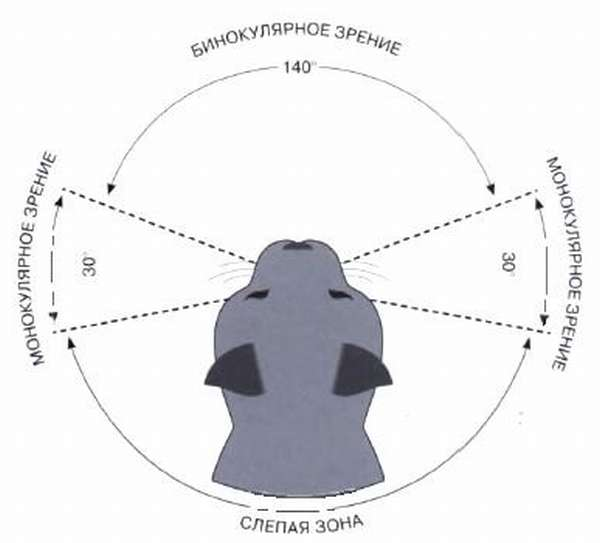 БИНОКУЛЯРНОЕ ЗРЕНИЕ
140°
МОНОКУЛЯРНОЕ ЗРЕНИЕ
30°
30°
МОНОКУЛЯРНОЕ ЗРЕНИЕ
СЛЕПАЯ ЗОНА